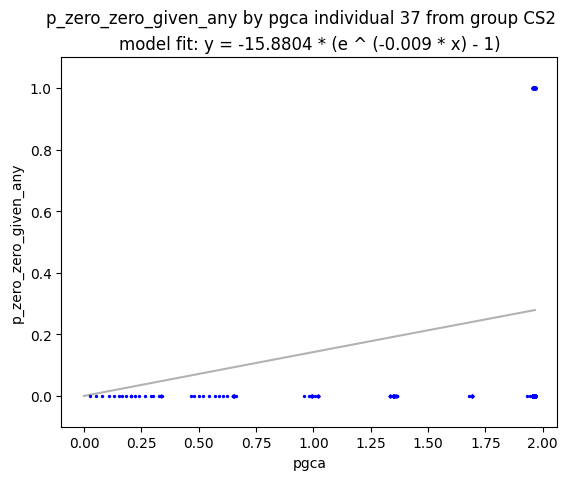 p_zero_zero_given_any by pgca individual 37 from group CS2
model fit: y = -15.8804 * (e ^ (-0.009 * x) - 1)
1.0
0.8
0.6
0.4
0.2
0.0
p_zero_zero_given_any
0.00 0.25 0.50 0.75 1.00 1.25 1.50 1.75 2.00
pgca